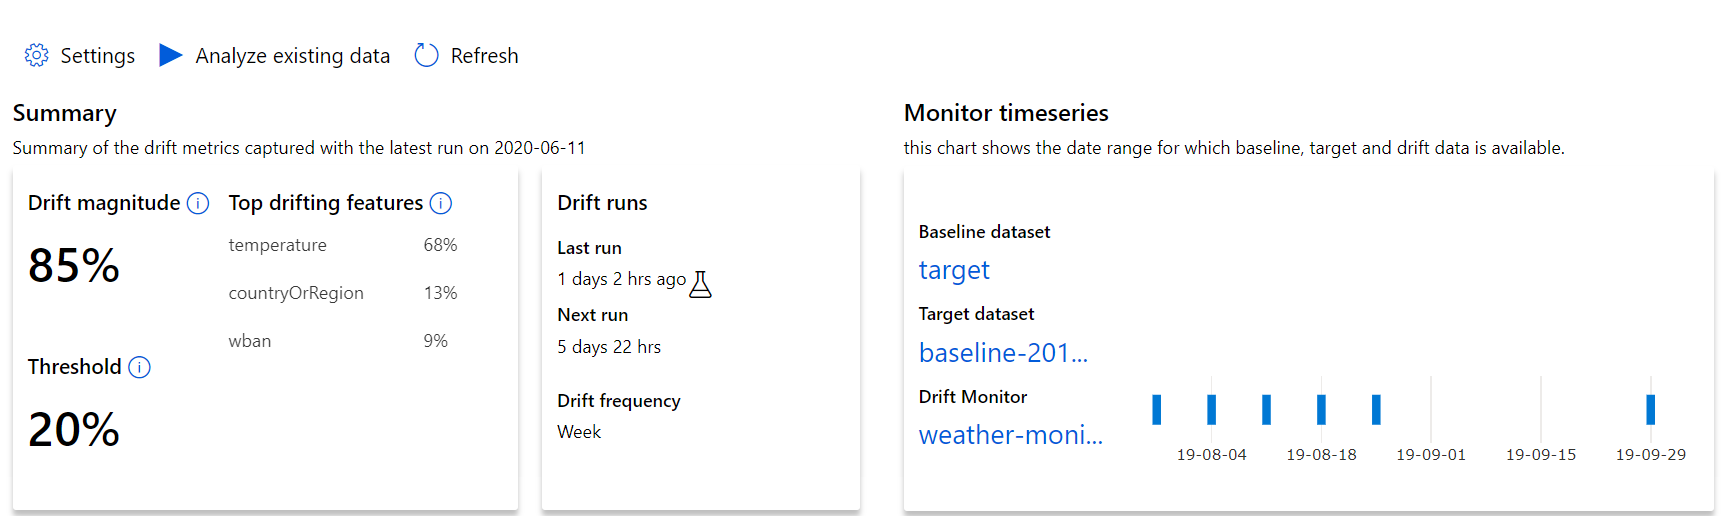 Settings Analyze existing data Refresh
Summary
Summary of the drift metrics captured with the latest run on 2020-06-11
Drift magnitude
85%
Threshold
20%
Top drifting features
temperature 68%
countryOrRegion 13%
wban 9%
Drift runs
Last run
1 days 2 hrs ago
Next run
5 days 22 hrs
Drift frequency
Week
Monitor timeseries
this chart shows the date range for which baseline, target and drift data is available.
Baseline dataset
target
Target dataset
baseline-201...
Drift Monitor
weather-moni...
19-08-04 19-08-18 19-09-01 19-09-15 19-09-29